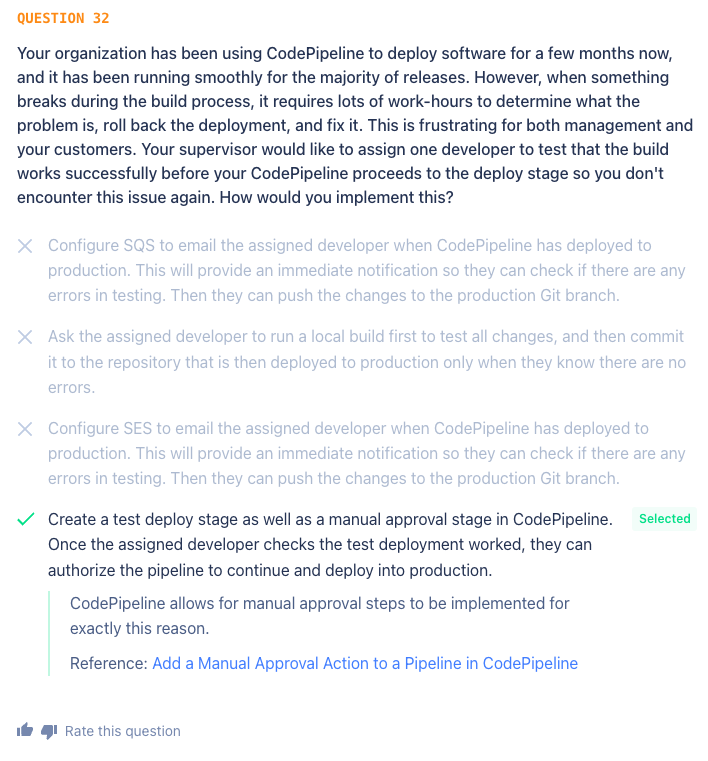 QUESTION 32
Your organization has been using CodePipeline to deploy software for a few months now,
and it has been running smoothly for the majority of releases. However, when something
breaks during the build process, it requires lots of work-hours to determine what the
problem is, roll back the deployment, and fix it. This is frustrating for both management and
your customers. Your supervisor would like to assign one developer to test that the build
works successfully before your CodePipeline proceeds to the deploy stage so you don't
encounter this issue again. How would you implement this?
Configure SQS to email the assigned developer when CodePipeline has deployed to
production. This will provide an immediate notification so they can check if there are any
errors in testing. Then they can push the changes to the production Git branch.
Ask the assigned developer to run a local build first to test all changes, and then commit
it to the repository that is then deployed to production only when they know there are no
errors.
Configure SES to email the assigned developer when CodePipeline has deployed to
production. This will provide an immediate notification so they can check if there are any
errors in testing. Then they can push the changes to the production Git branch.
Create a test deploy stage as well as a manual approval stage in CodePipeline. Selected
Once the assigned developer checks the test deployment worked, they can
authorize the pipeline to continue and deploy into production.
CodePipeline allows for manual approval steps to be implemented for
exactly this reason.
Reference: Add a Manual Approval Action to a Pipeline in CodePipeline
Rate this question